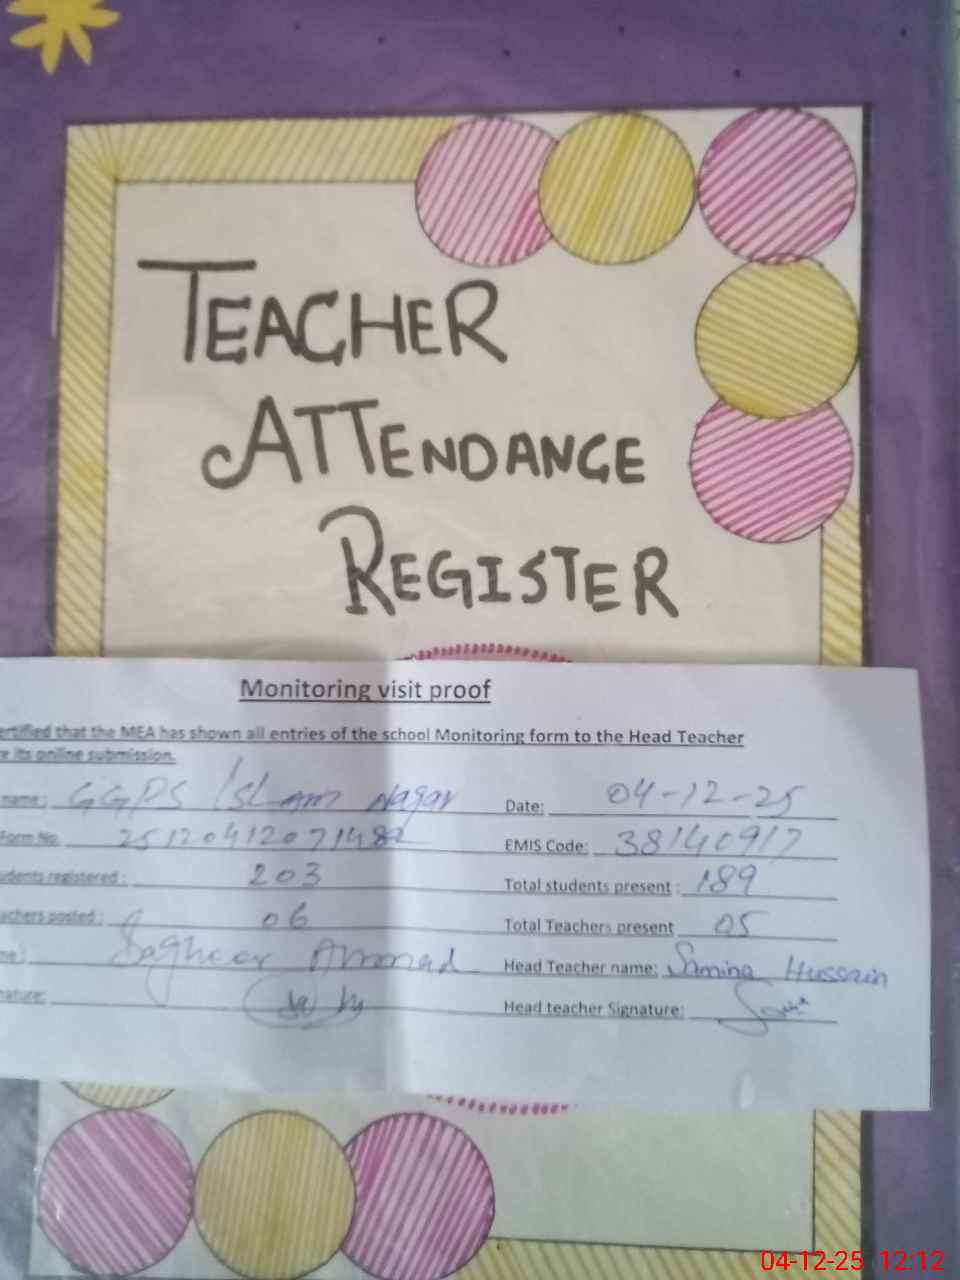 TEACHER
ATTENDANCE
REGISTER
Monitoring visit proof
ertified that the MEA has shown all entries of the school Monitoring form to the Head Teacher
re its online submission.
name: GGPS Islam Nagar Date: 04-12-25
Form No. 2512041207148 EMIS Code: 38140917
udents registered: 203 Total students present: 189
achers posted: 06 Total Teachers present 05
me: Sagheer Ahmad Head Teacher name: Samina Hussain
nature: Head teacher Signature:
04-12-25 12:12